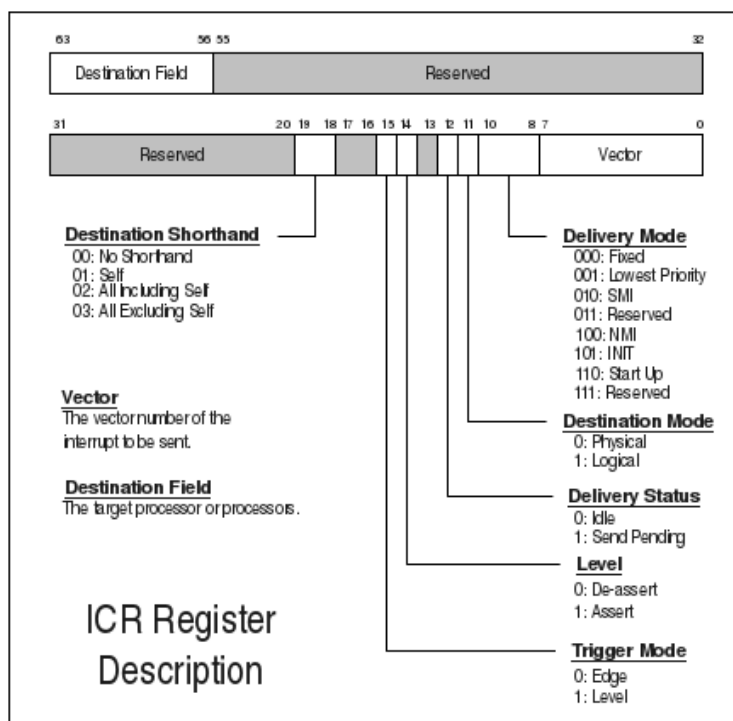 63 56 55 32
Destination Field Reserved
31 20 19 18 17 16 15 14 13 12 11 10 8 7 0
Reserved Vector
Destination Shorthand
00: No Shorthand
01: Self
02: All Including Self
03: All Excluding Self
Vector
The vector number of the
interrupt to be sent.
Destination Field
The target processor or processors.
ICR Register
Description
Delivery Mode
000: Fixed
001: Lowest Priority
010: SMI
011: Reserved
100: NMI
101: INIT
110: Start Up
111: Reserved
Destination Mode
0: Physical
1: Logical
Delivery Status
0: Idle
1: Send Pending
Level
0: De-assert
1: Assert
Trigger Mode
0: Edge
1: Level